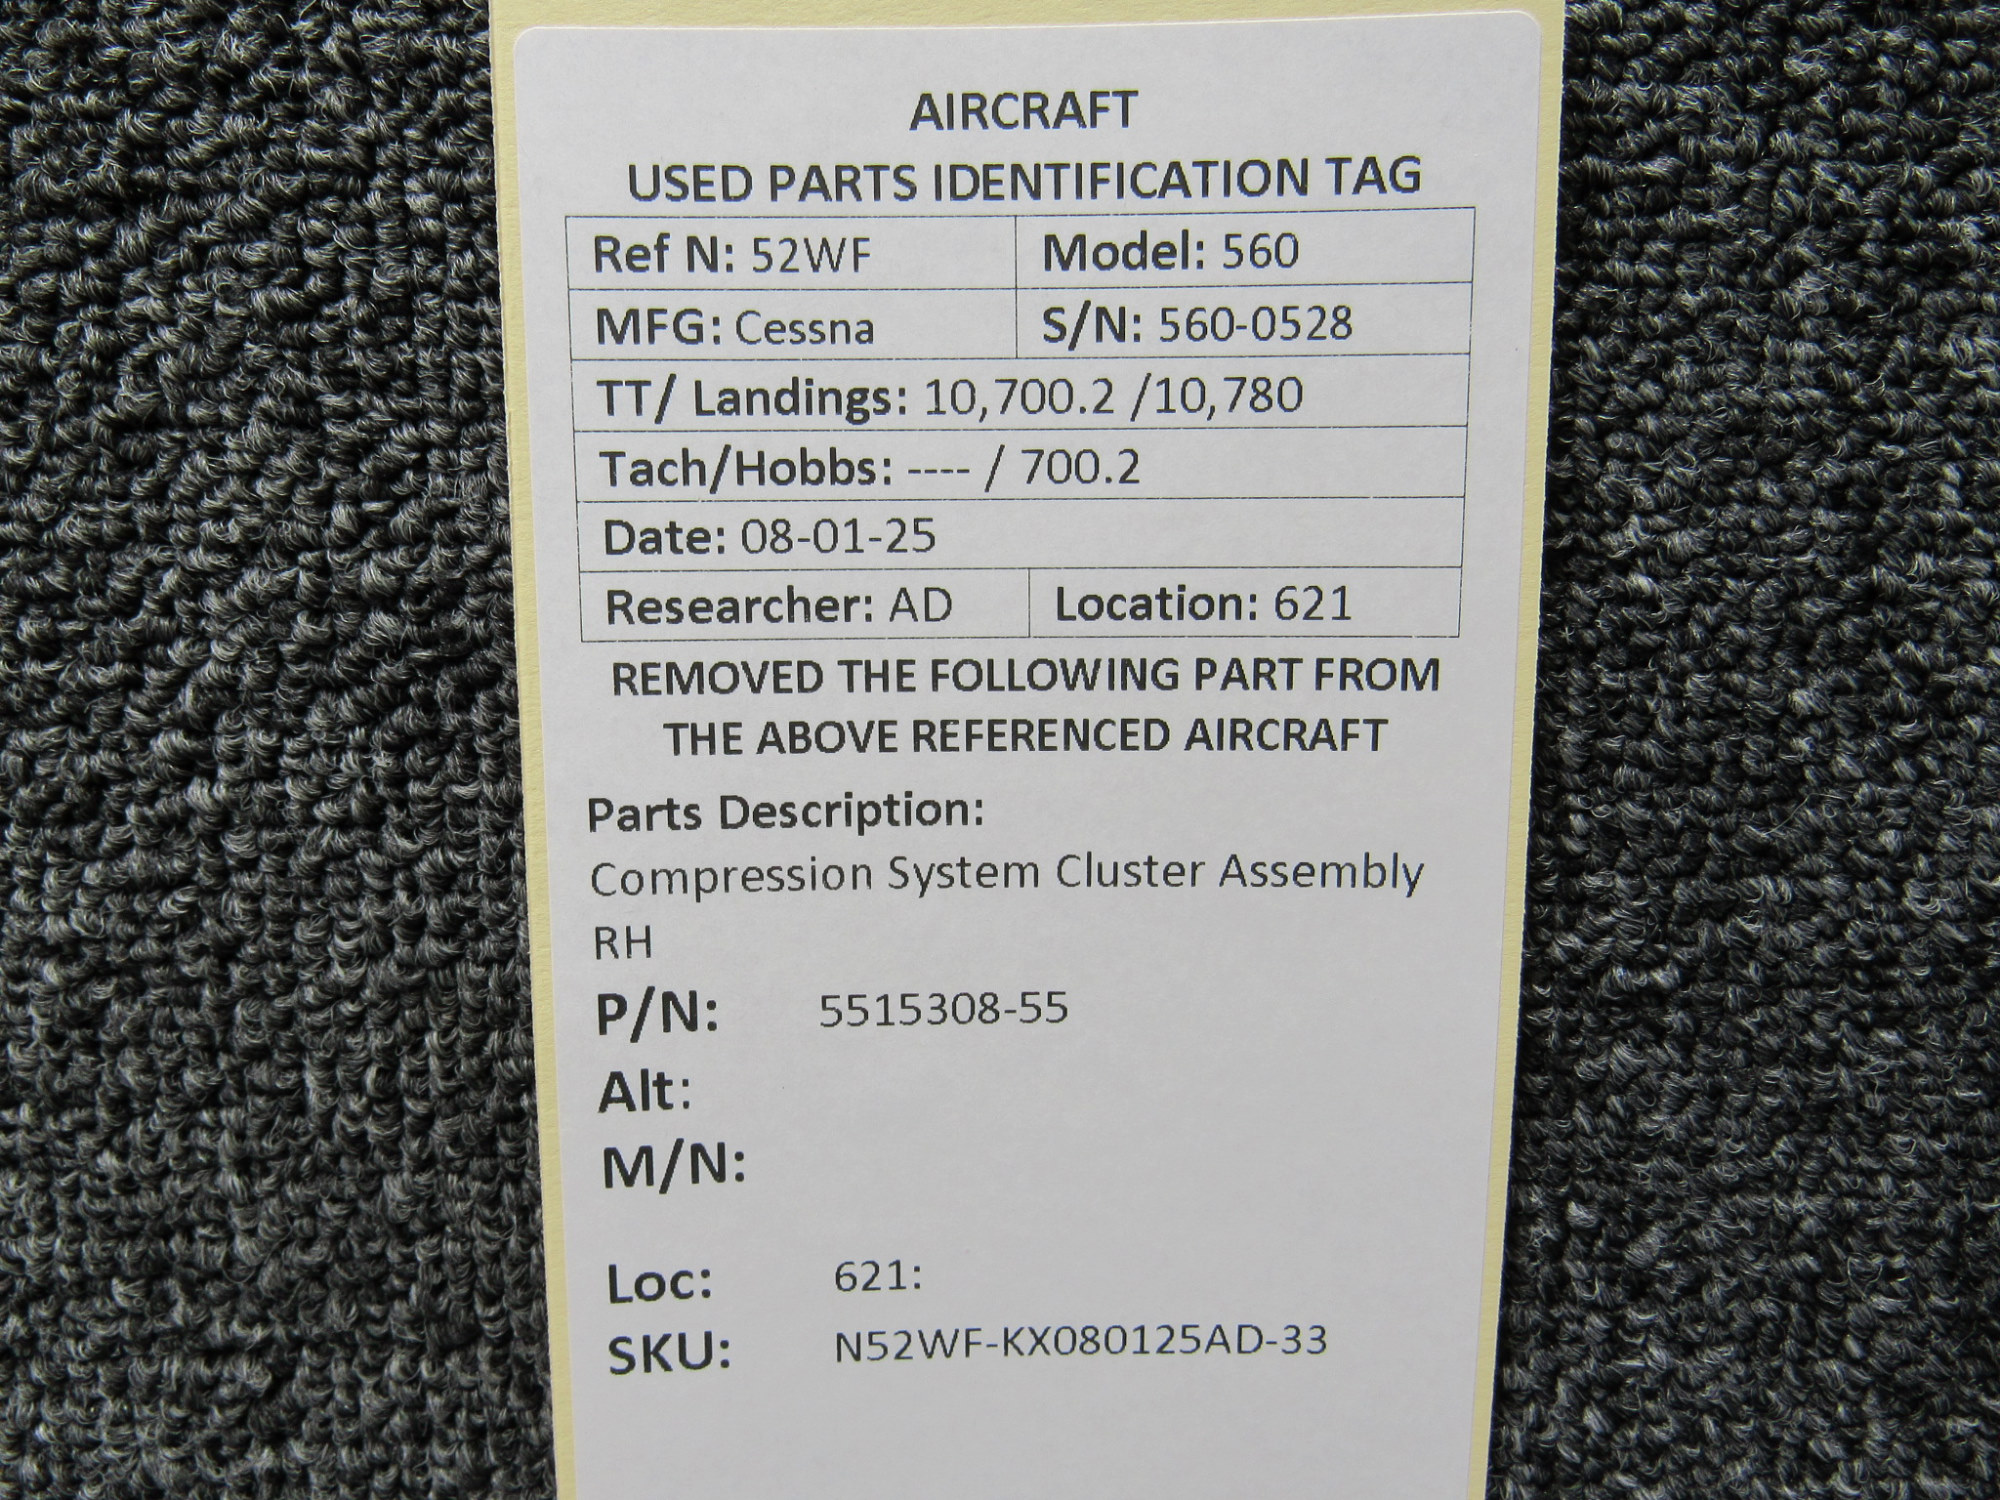 AIRCRAFT
USED PARTS IDENTIFICATION TAG
Ref N: 52WF Model: 560
MFG: Cessna S/N: 560-0528
TT/ Landings: 10,700.2 /10,780
Tach/Hobbs: ---- / 700.2
Date: 08-01-25
Researcher: AD Location: 621
REMOVED THE FOLLOWING PART FROM
THE ABOVE REFERENCED AIRCRAFT
Parts Description:
Compression System Cluster Assembly
RH
P/N: 5515308-55
Alt:
M/N:
Loc: 621:
SKU: N52WF-KX080125AD-33